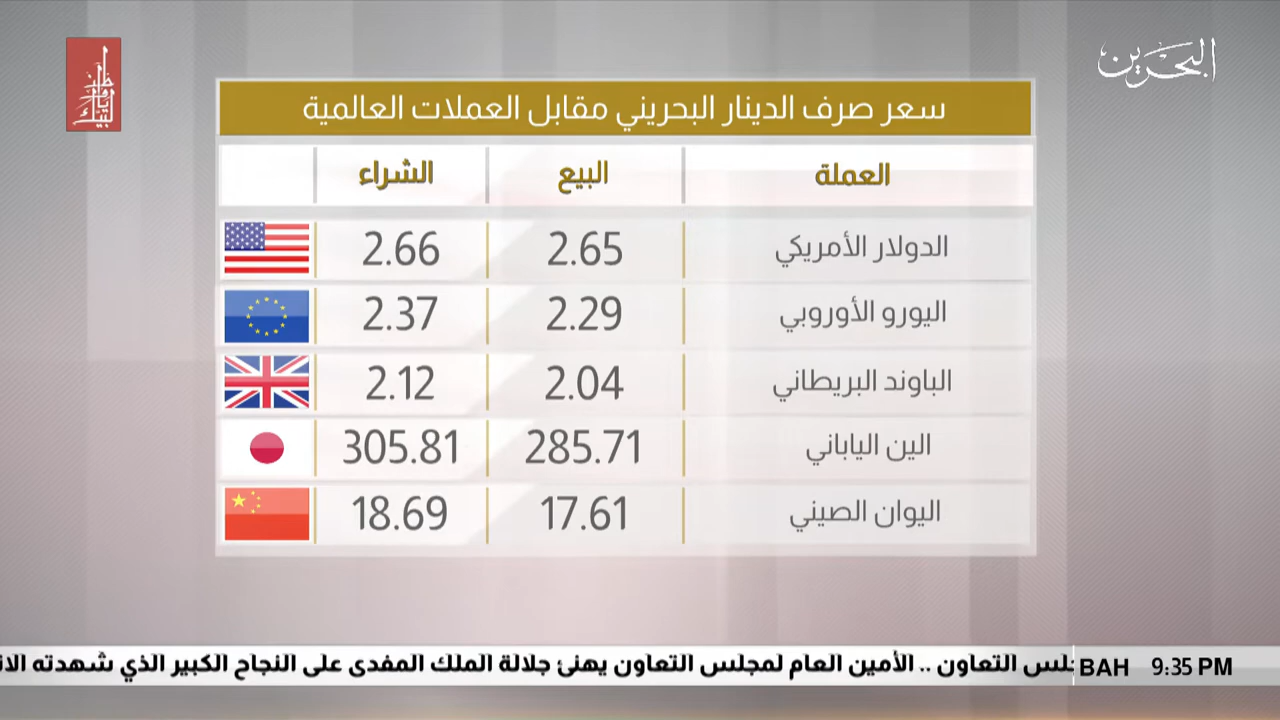 البحرين
سعر صرف الدينار البحريني مقابل العملات العالمية
العملة البيع الشراء
الدولار الأمريكي 2.65 2.66
اليورو الأوروبي 2.29 2.37
الباوند البريطاني 2.04 2.12
الين الياباني 285.71 305.81
اليوان الصيني 17.61 18.69
التعاون .. الأمين العام لمجلس التعاون يهنئ جلالة الملك المفدى على النجاح الكبير الذي شهدته
BAH 9:35 PM